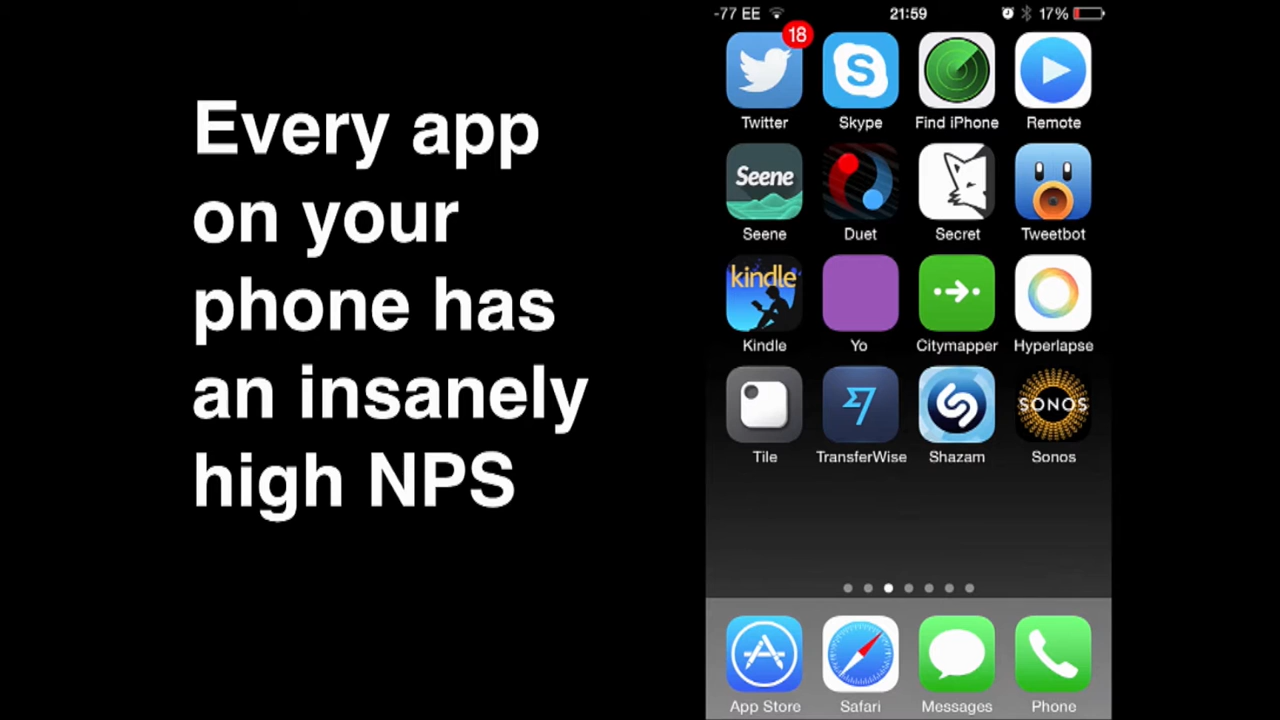 Every app
on your
phone has
an insanely
high NPS
-77 EE 21:59 17%
18
Twitter Skype Find iPhone Remote
Seene
Seene Duet Secret Tweetbot
kindle
Kindle Yo Citymapper Hyperlapse
SONOS
Tile TransferWise Shazam Sonos
App Store Safari Messages Phone